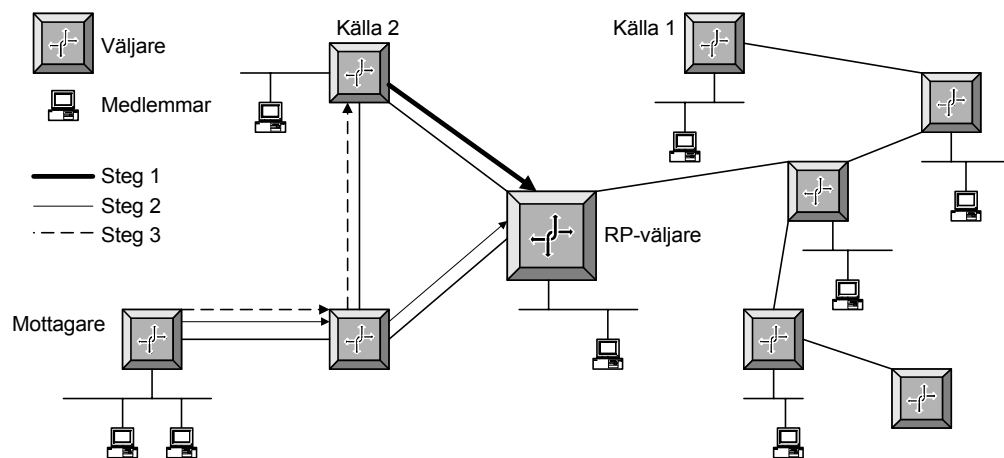 Väljare
Medlemmar
Steg 1
Steg 2
Steg 3
Källa 2
Källa 1
RP-väljare
Mottagare